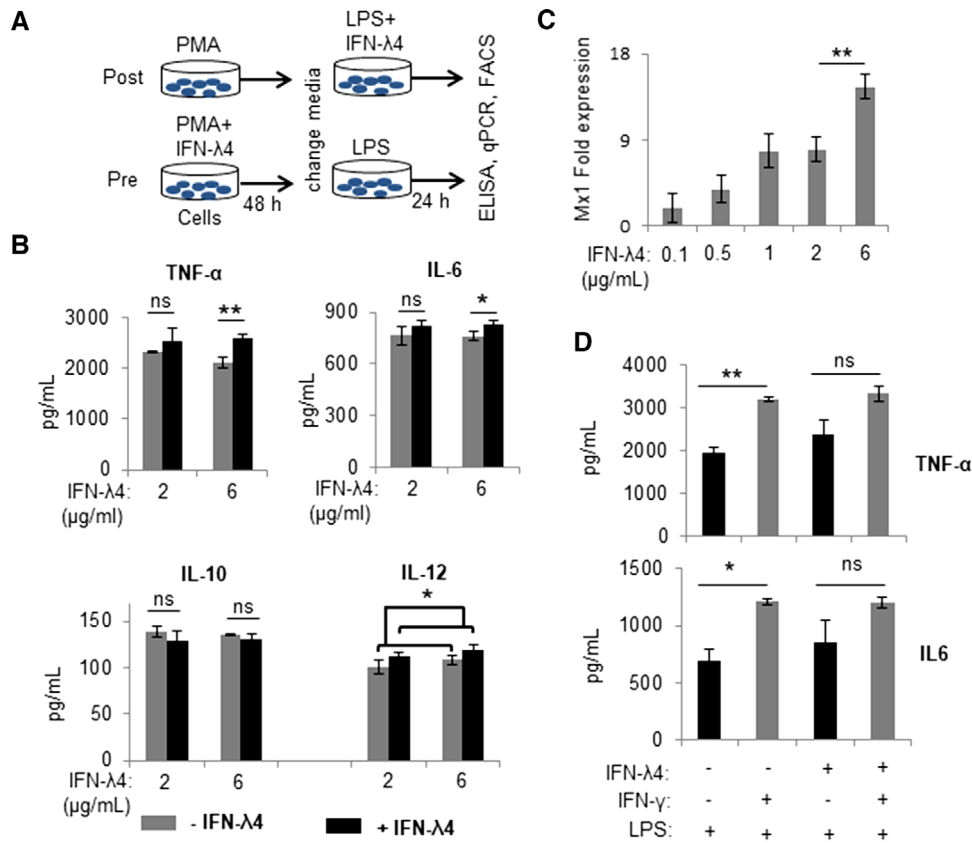 A
PMA
LPS+
IFN-λ4
Post
change media
ELISA, qPCR, FACS
PMA+
IFN-λ4
LPS
Pre
Cells
48 h
24 h
B
TNF-α
IL-6
ns
**
ns
*
3000
2000
1000
0
pg/mL
900
600
300
0
pg/mL
IFN-λ4:
2
6
(µg/ml)
IFN-λ4:
2
6
(µg/mL)
IL-10
IL-12
ns
ns
*
150
100
50
0
pg/mL
IFN-λ4:
2
6
2
6
(µg/mL)
- IFN-λ4
+ IFN-λ4
C
**
18
9
0
Mx1 Fold expression
IFN-λ4: 0.1 0.5 1 2 6
(µg/mL)
D
**
ns
4000
3000
2000
1000
0
pg/mL
TNF-α
*
ns
1500
1000
500
0
pg/mL
IL6
IFN-λ4: - - + +
IFN-γ: - + - +
LPS: + + + +